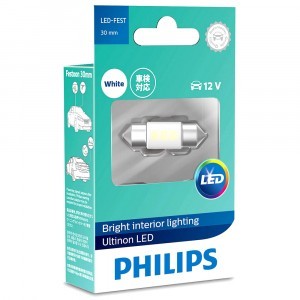 LED-FEST
30 mm
White
車検
対応
12 V
Festoon 30mm
LED
Bright interior lighting
Ultinon LED
PHILIPS